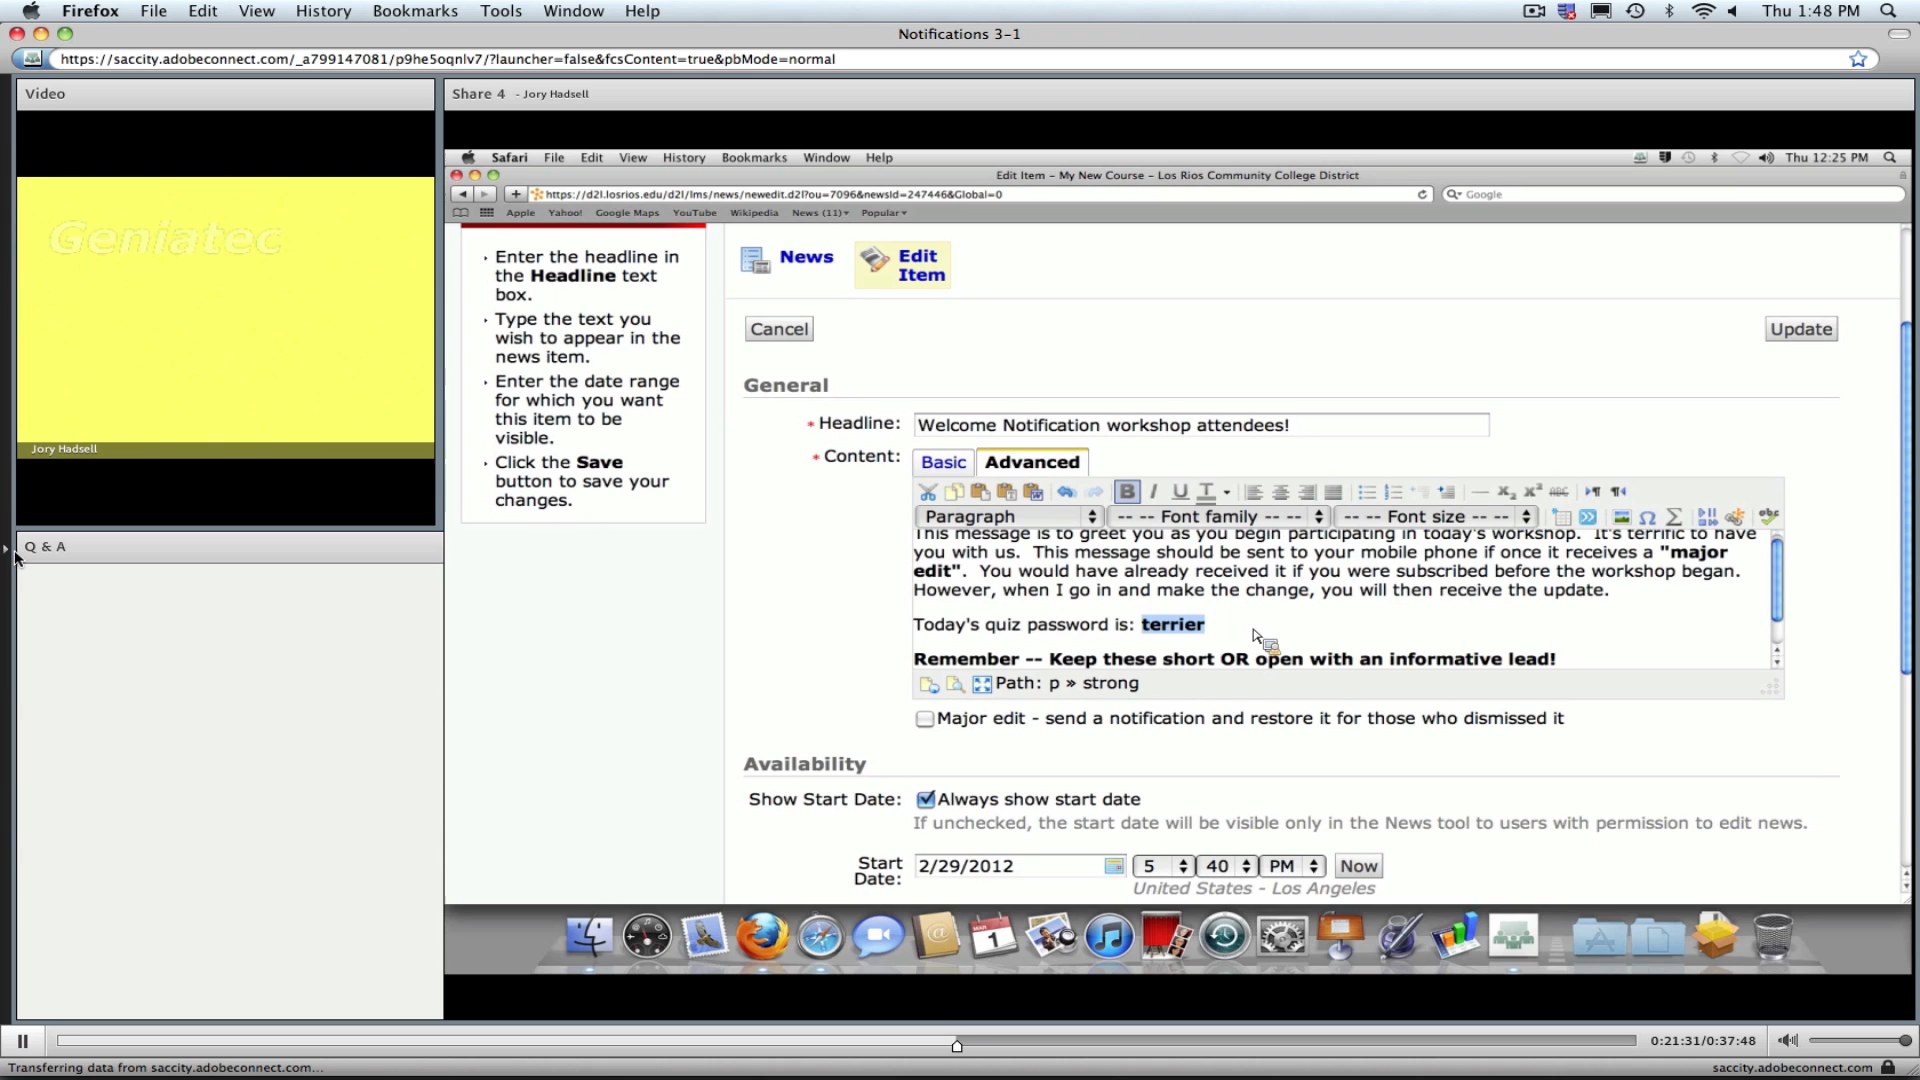 Firefox File Edit View History Bookmarks Tools Window Help Thu 1:48 PM
Notifications 3-1
https://saccity.adobeconnect.com/_a799147081/p9he5oqnlv7/?launcher=false&fcsContent=true&pbMode=normal
Video
Geniatec
Jory Hadsell
Q & A
Share 4 - Jory Hadsell
Safari File Edit View History Bookmarks Window Help Thu 12:25 PM
Edit Item – My New Course – Los Rios Community College District
https://d2l.losrios.edu/d2l/lms/news/newedit.d2l?ou=7096&newsId=247446&Global=0
Google
Apple Yahoo! Google Maps YouTube Wikipedia News (11) Popular
Enter the headline in
the Headline text
box.
Type the text you
wish to appear in the
news item.
Enter the date range
for which you want
this item to be
visible.
Click the Save
button to save your
changes.
News
Edit
Item
Cancel
Update
General
* Headline: Welcome Notification workshop attendees!
* Content: Basic Advanced
B I U T ABC
Paragraph -- -- Font family -- -- -- -- Font size -- --
This message is to greet you as you begin participating in today's workshop. It's terrific to have
you with us. This message should be sent to your mobile phone if once it receives a "major
edit". You would have already received it if you were subscribed before the workshop began.
However, when I go in and make the change, you will then receive the update.
Today's quiz password is: terrier
Remember -- Keep these short OR open with an informative lead!
Path: p » strong
Major edit - send a notification and restore it for those who dismissed it
Availability
Show Start Date: Always show start date
If unchecked, the start date will be visible only in the News tool to users with permission to edit news.
Start
Date: 2/29/2012 5 40 PM Now
United States - Los Angeles
MAR
1
0:21:31/0:37:48
Transferring data from saccity.adobeconnect.com...
saccity.adobeconnect.com